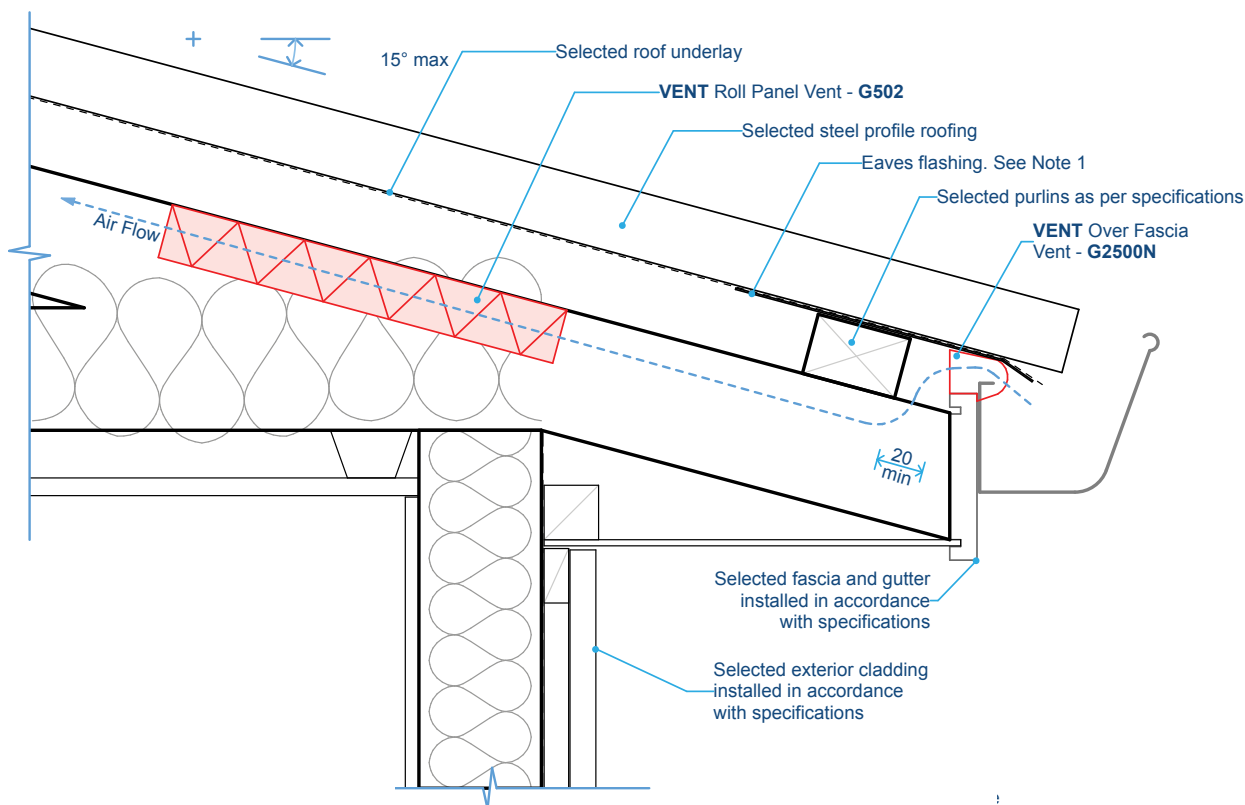 15° max
Selected roof underlay
VENT Roll Panel Vent - G502
Selected steel profile roofing
Eaves flashing. See Note 1
Selected purlins as per specifications
VENT Over Fascia
Vent - G2500N
Air Flow
20
min
Selected fascia and gutter
installed in accordance
with specifications
Selected exterior cladding
installed in accordance
with specifications